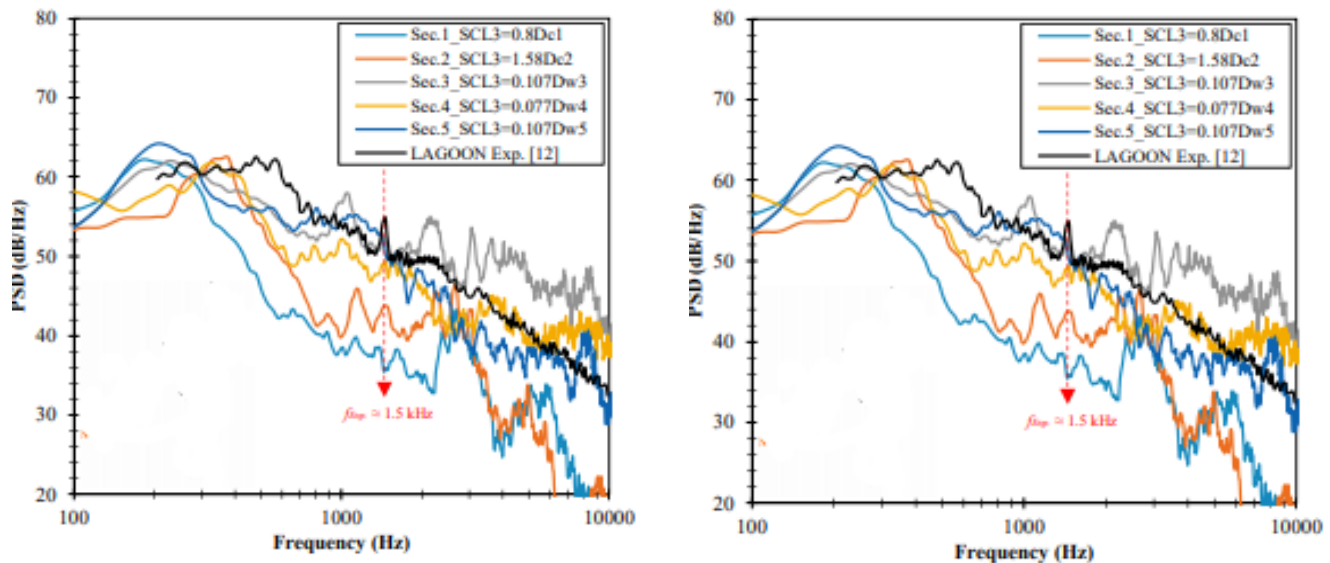 80
70
60
50
40
30
20
PSD (dB/Hz)
Sec.1_SCL3=0.8Dc1
Sec.2_SCL3=1.58Dc2
Sec.3_SCL3=0.107Dw3
Sec.4_SCL3=0.077Dw4
Sec.5_SCL3=0.107Dw5
LAGOON Exp. [12]
≈ 1.5 kHz
100
1000
10000
Frequency (Hz)
80
70
60
50
40
30
20
PSD (dB/Hz)
Sec.1_SCL3=0.8Dc1
Sec.2_SCL3=1.58Dc2
Sec.3_SCL3=0.107Dw3
Sec.4_SCL3=0.077Dw4
Sec.5_SCL3=0.107Dw5
LAGOON Exp. [12]
≈ 1.5 kHz
100
1000
10000
Frequency (Hz)